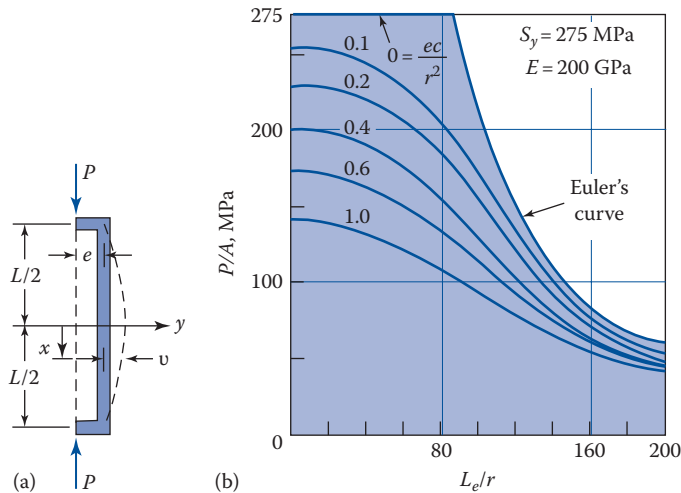 P
L/2
e
y
x
L/2
υ
P
(a)
275
200
100
0
P/A, MPa
0.1
0.2
0.4
0.6
1.0
0 = ec/r²
S_y = 275 MPa
E = 200 GPa
Euler's
curve
80
160
200
L_e/r
(b)